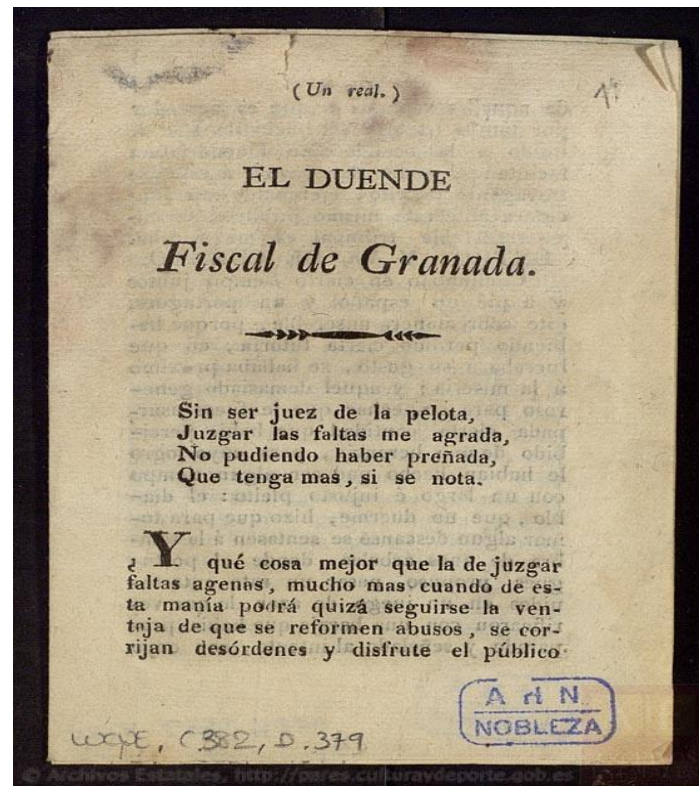 (Un real.)
EL DUENDE
Fiscal de Granada.
Sin ser juez de la pelota,
Juzgar las faltas me agrada,
No pudiendo haber preñada,
Que tenga mas, si se nota.
¿Y qué cosa mejor que la de juzgar
faltas agenas, mucho mas cuando de es-
ta manía podrá quizá seguirse la ven-
taja de que se reformen abusos, se cor-
rijan desórdenes y disfrute el público
A H N
NOBLEZA
LUQUE, C.382, D.379
© Archivos Estatales, http://pares.culturaydeporte.gob.es